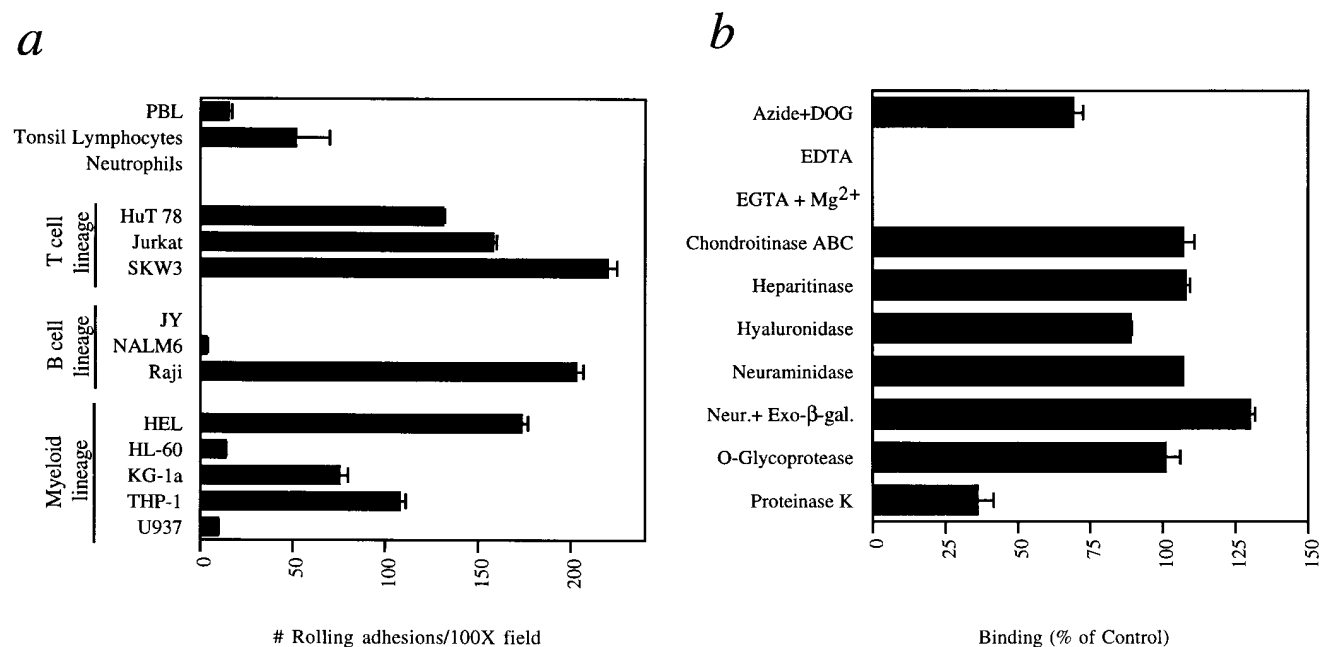 a
PBL
Tonsil Lymphocytes
Neutrophils
T cell
lineage
HuT 78
Jurkat
SKW3
B cell
lineage
JY
NALM6
Raji
Myeloid
lineage
HEL
HL-60
KG-1a
THP-1
U937
0
50
100
150
200
# Rolling adhesions/100X field
b
Azide+DOG
EDTA
EGTA + Mg2+
Chondroitinase ABC
Heparitinase
Hyaluronidase
Neuraminidase
Neur.+ Exo-β-gal.
O-Glycoprotease
Proteinase K
0
25
50
75
100
125
150
Binding (% of Control)